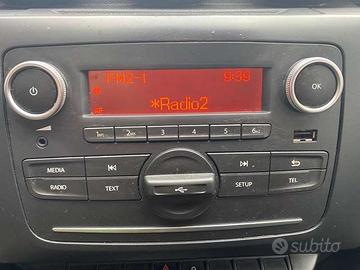 FM2-1 9:39
*Radio2
OK
1 2 3 4 5 6
MEDIA
RADIO TEXT SETUP TEL
subito